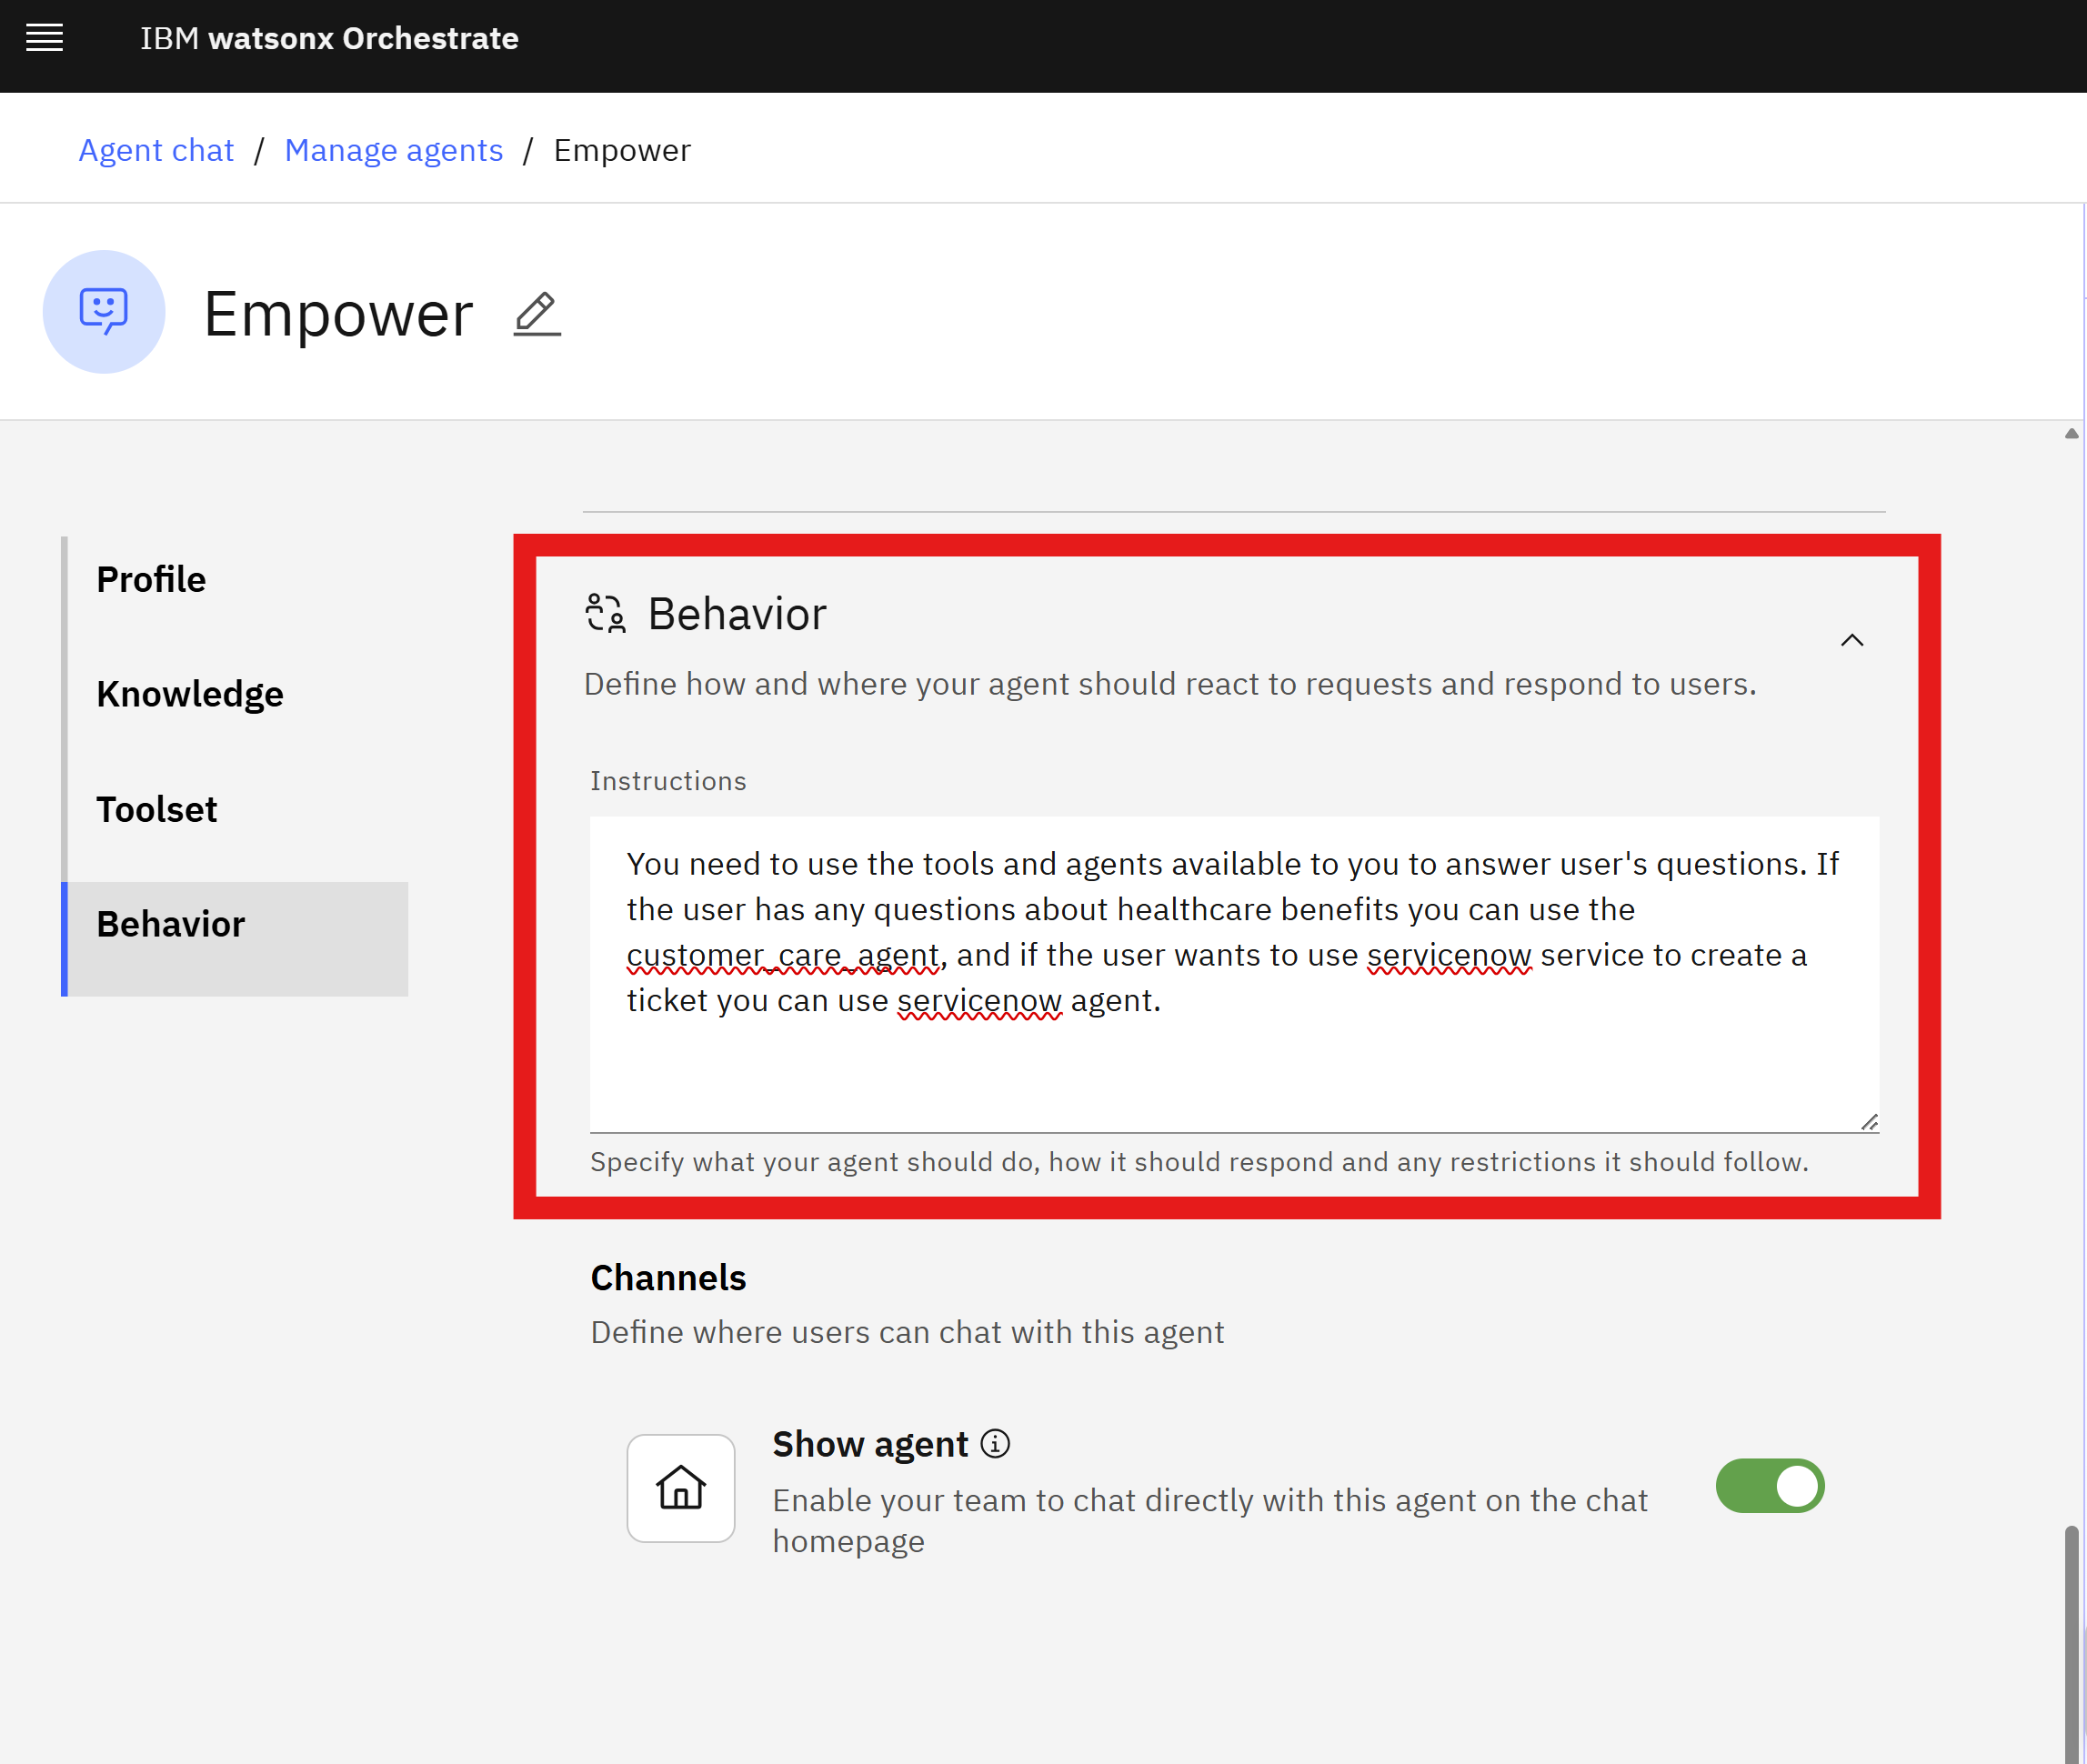 IBM watsonx Orchestrate
Agent chat / Manage agents / Empower
Empower
Profile
Knowledge
Toolset
Behavior
Behavior
Define how and where your agent should react to requests and respond to users.
Instructions
You need to use the tools and agents available to you to answer user's questions. If
the user has any questions about healthcare benefits you can use the
customer_care_agent, and if the user wants to use servicenow service to create a
ticket you can use servicenow agent.
Specify what your agent should do, how it should respond and any restrictions it should follow.
Channels
Define where users can chat with this agent
Show agent
Enable your team to chat directly with this agent on the chat
homepage